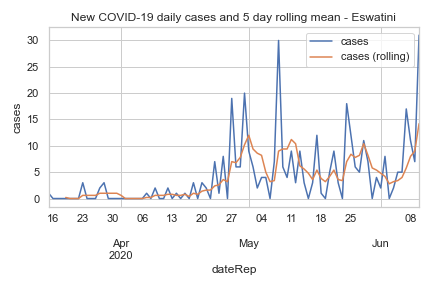 New COVID-19 daily cases and 5 day rolling mean - Eswatini
cases
cases (rolling)
30
25
20
15
10
5
0
cases
16 23 30 06 13 20 27 04 11 18 25 01 08
Apr May Jun
2020
dateRep